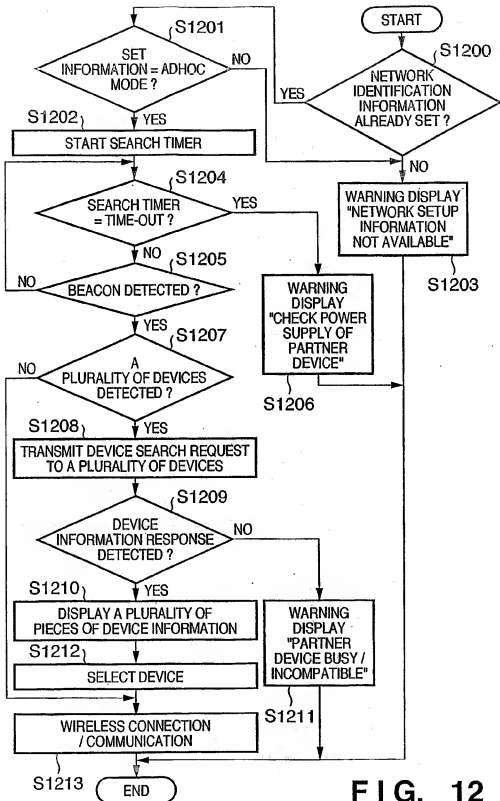 START
S1200
NETWORK
IDENTIFICATION
INFORMATION
ALREADY SET ?
YES
NO
S1201
SET
INFORMATION = ADHOC
MODE ?
NO
YES
S1202
START SEARCH TIMER
WARNING DISPLAY
"NETWORK SETUP
INFORMATION
NOT AVAILABLE"
S1203
S1204
SEARCH TIMER
= TIME-OUT ?
YES
NO
S1205
BEACON DETECTED ?
NO
YES
WARNING
DISPLAY
"CHECK POWER
SUPPLY OF
PARTNER
DEVICE"
S1206
S1207
A
PLURALITY OF DEVICES
DETECTED ?
NO
YES
S1208
TRANSMIT DEVICE SEARCH REQUEST
TO A PLURALITY OF DEVICES
S1209
DEVICE
INFORMATION RESPONSE
DETECTED ?
NO
YES
S1210
DISPLAY A PLURALITY OF
PIECES OF DEVICE INFORMATION
WARNING
DISPLAY
"PARTNER
DEVICE BUSY /
INCOMPATIBLE"
S1211
S1212
SELECT DEVICE
WIRELESS CONNECTION
/ COMMUNICATION
S1213
END
FIG. 12